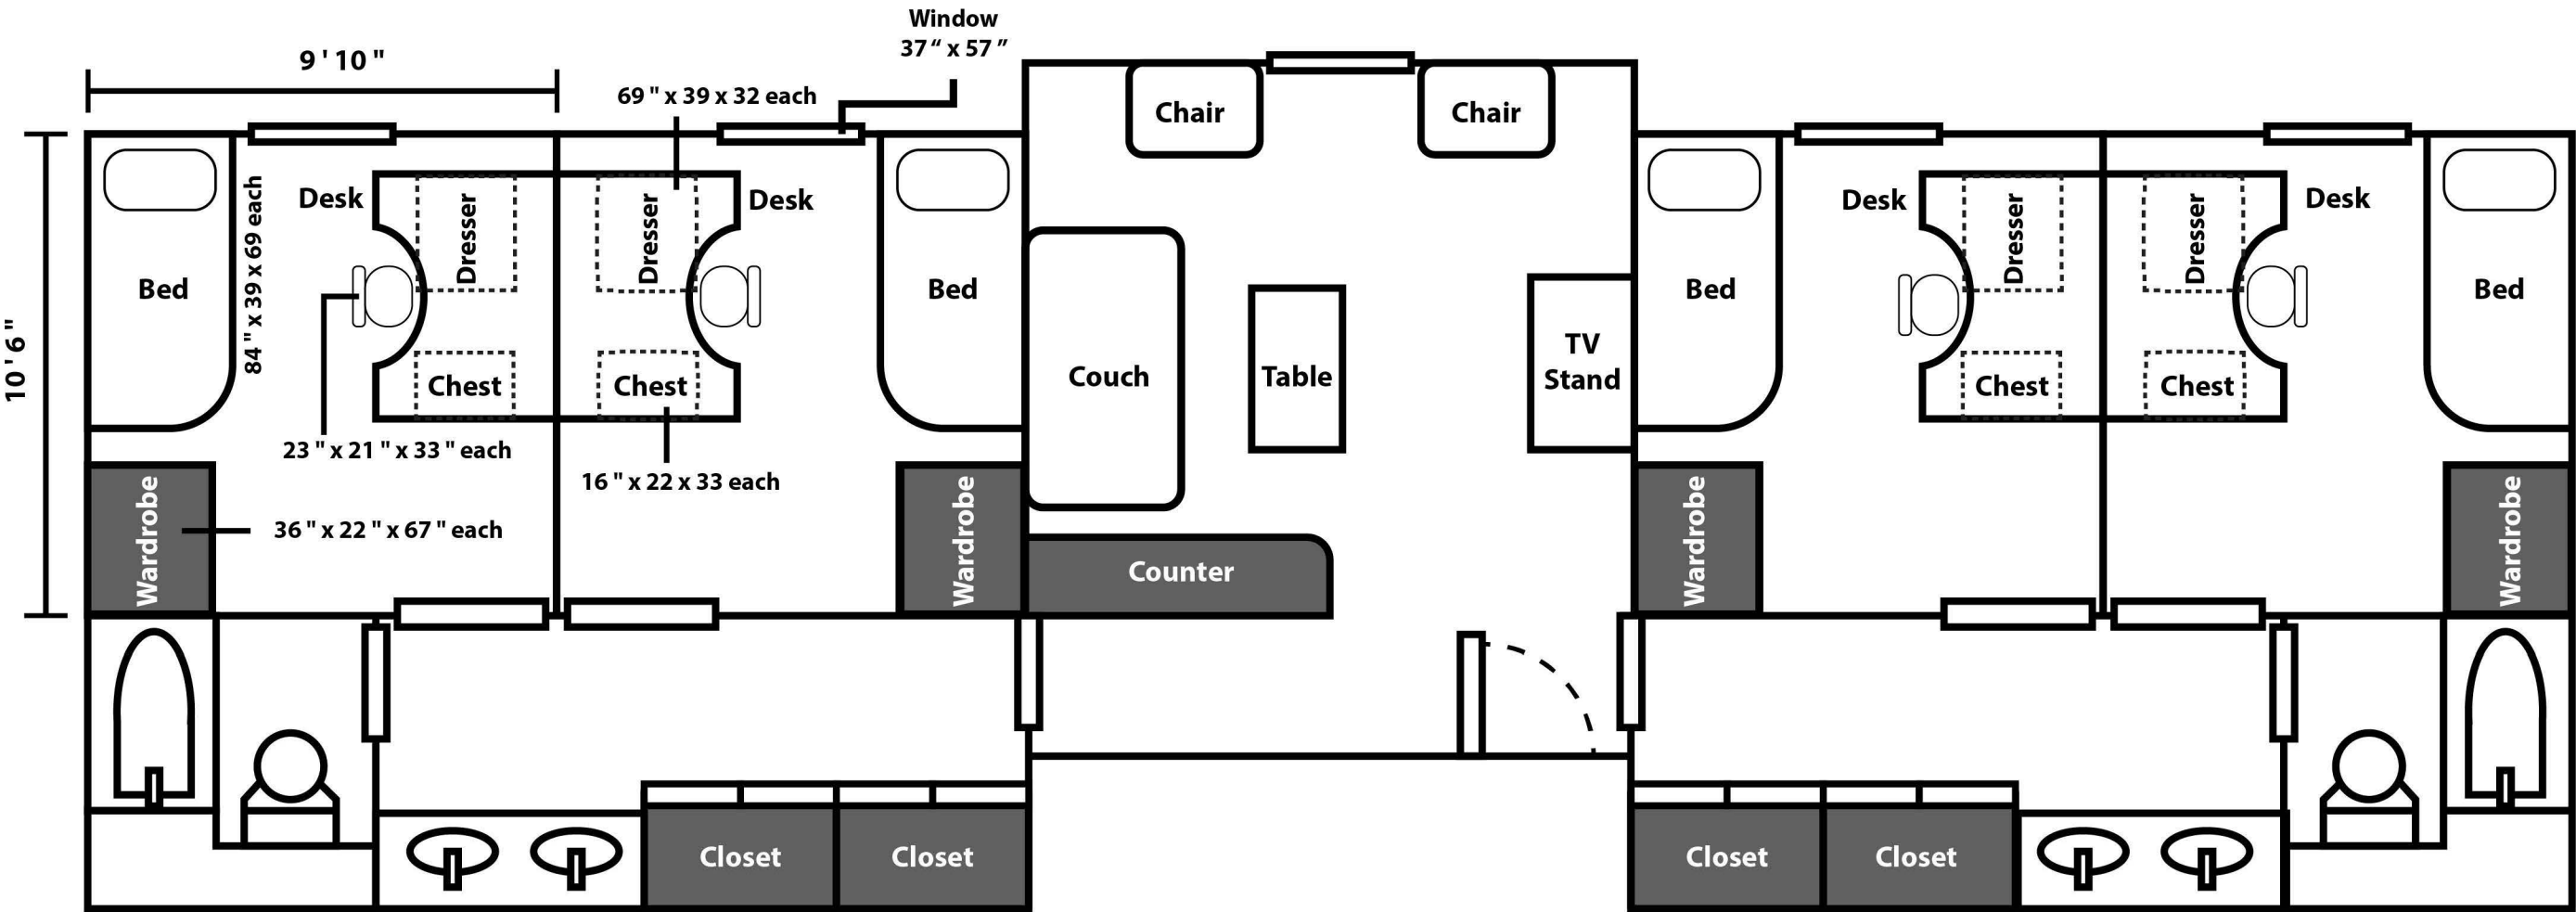 Window
37“ x 57 ”
9 ' 10 "
69 " x 39 x 32 each
Chair
Chair
Desk
Dresser
Dresser
Desk
Desk
Dresser
Dresser
Desk
84 " x 39 x 69 each
Bed
Bed
Bed
Bed
10 ' 6 "
Couch
Table
TV
Stand
Chest
Chest
Chest
Chest
23 " x 21 " x 33 " each
16 " x 22 x 33 each
Wardrobe
36 " x 22 " x 67 " each
Wardrobe
Counter
Wardrobe
Wardrobe
Closet
Closet
Closet
Closet